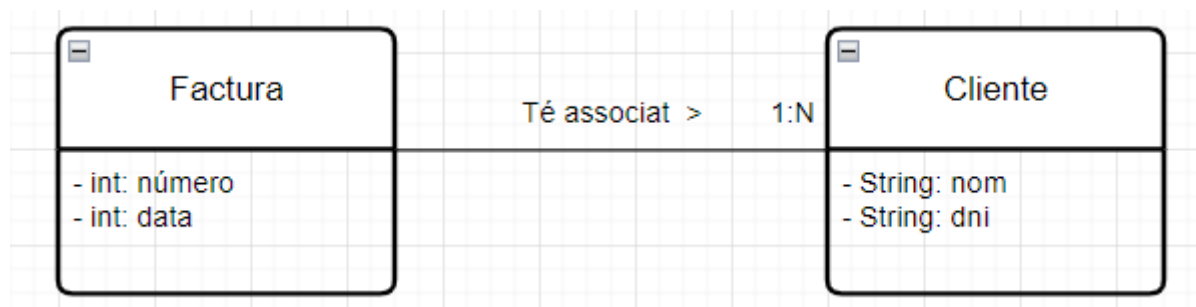 Factura
- int: número
- int: data
Té associat >
1:N
Cliente
- String: nom
- String: dni